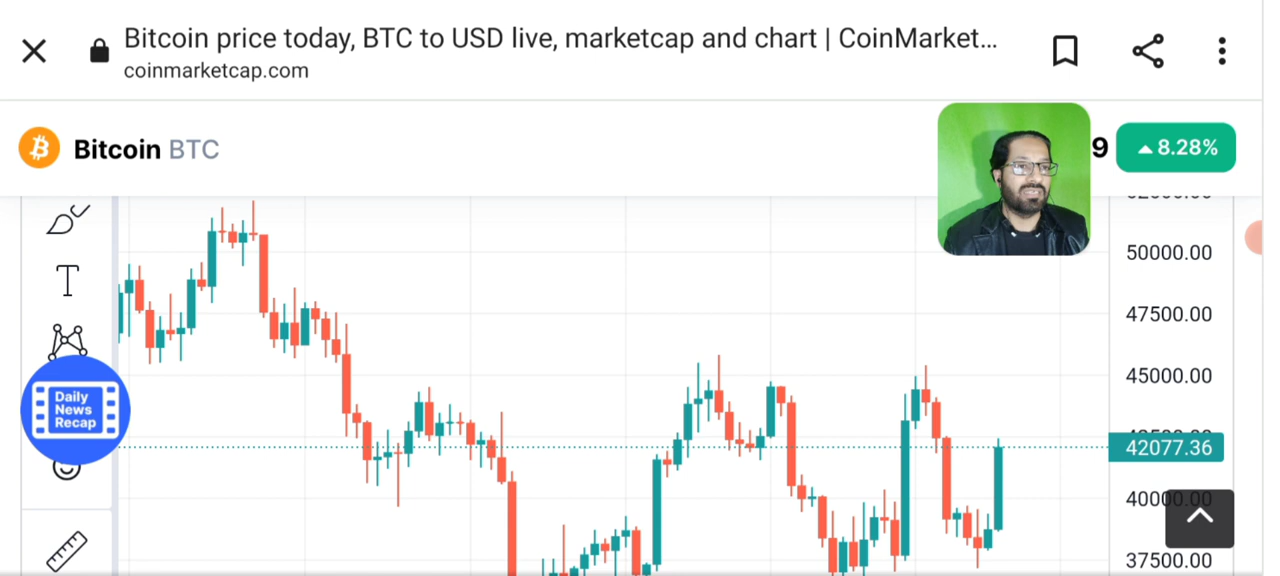 Bitcoin price today, BTC to USD live, marketcap and chart | CoinMarket...
coinmarketcap.com
Bitcoin BTC
9
8.28%
50000.00
47500.00
45000.00
42077.36
40000.00
37500.00
T
Daily
News
Recap